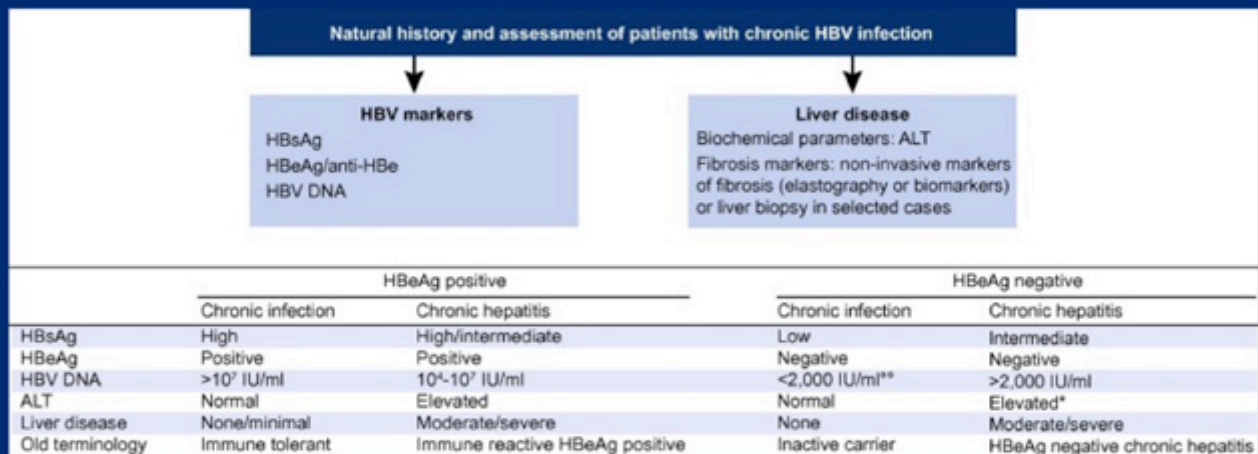 Natural history and assessment of patients with chronic HBV infection
HBV markers
HBsAg
HBeAg/anti-HBe
HBV DNA
Liver disease
Biochemical parameters: ALT
Fibrosis markers: non-invasive markers
of fibrosis (elastography or biomarkers)
or liver biopsy in selected cases
HBeAg positive HBeAg negative
Chronic infection Chronic hepatitis Chronic infection Chronic hepatitis
HBsAg High High/intermediate Low Intermediate
HBeAg Positive Positive Negative Negative
HBV DNA >10⁷ IU/ml 10⁴-10⁷ IU/ml <2,000 IU/ml°° >2,000 IU/ml
ALT Normal Elevated Normal Elevated*
Liver disease None/minimal Moderate/severe None Moderate/severe
Old terminology Immune tolerant Immune reactive HBeAg positive Inactive carrier HBeAg negative chronic hepatitis